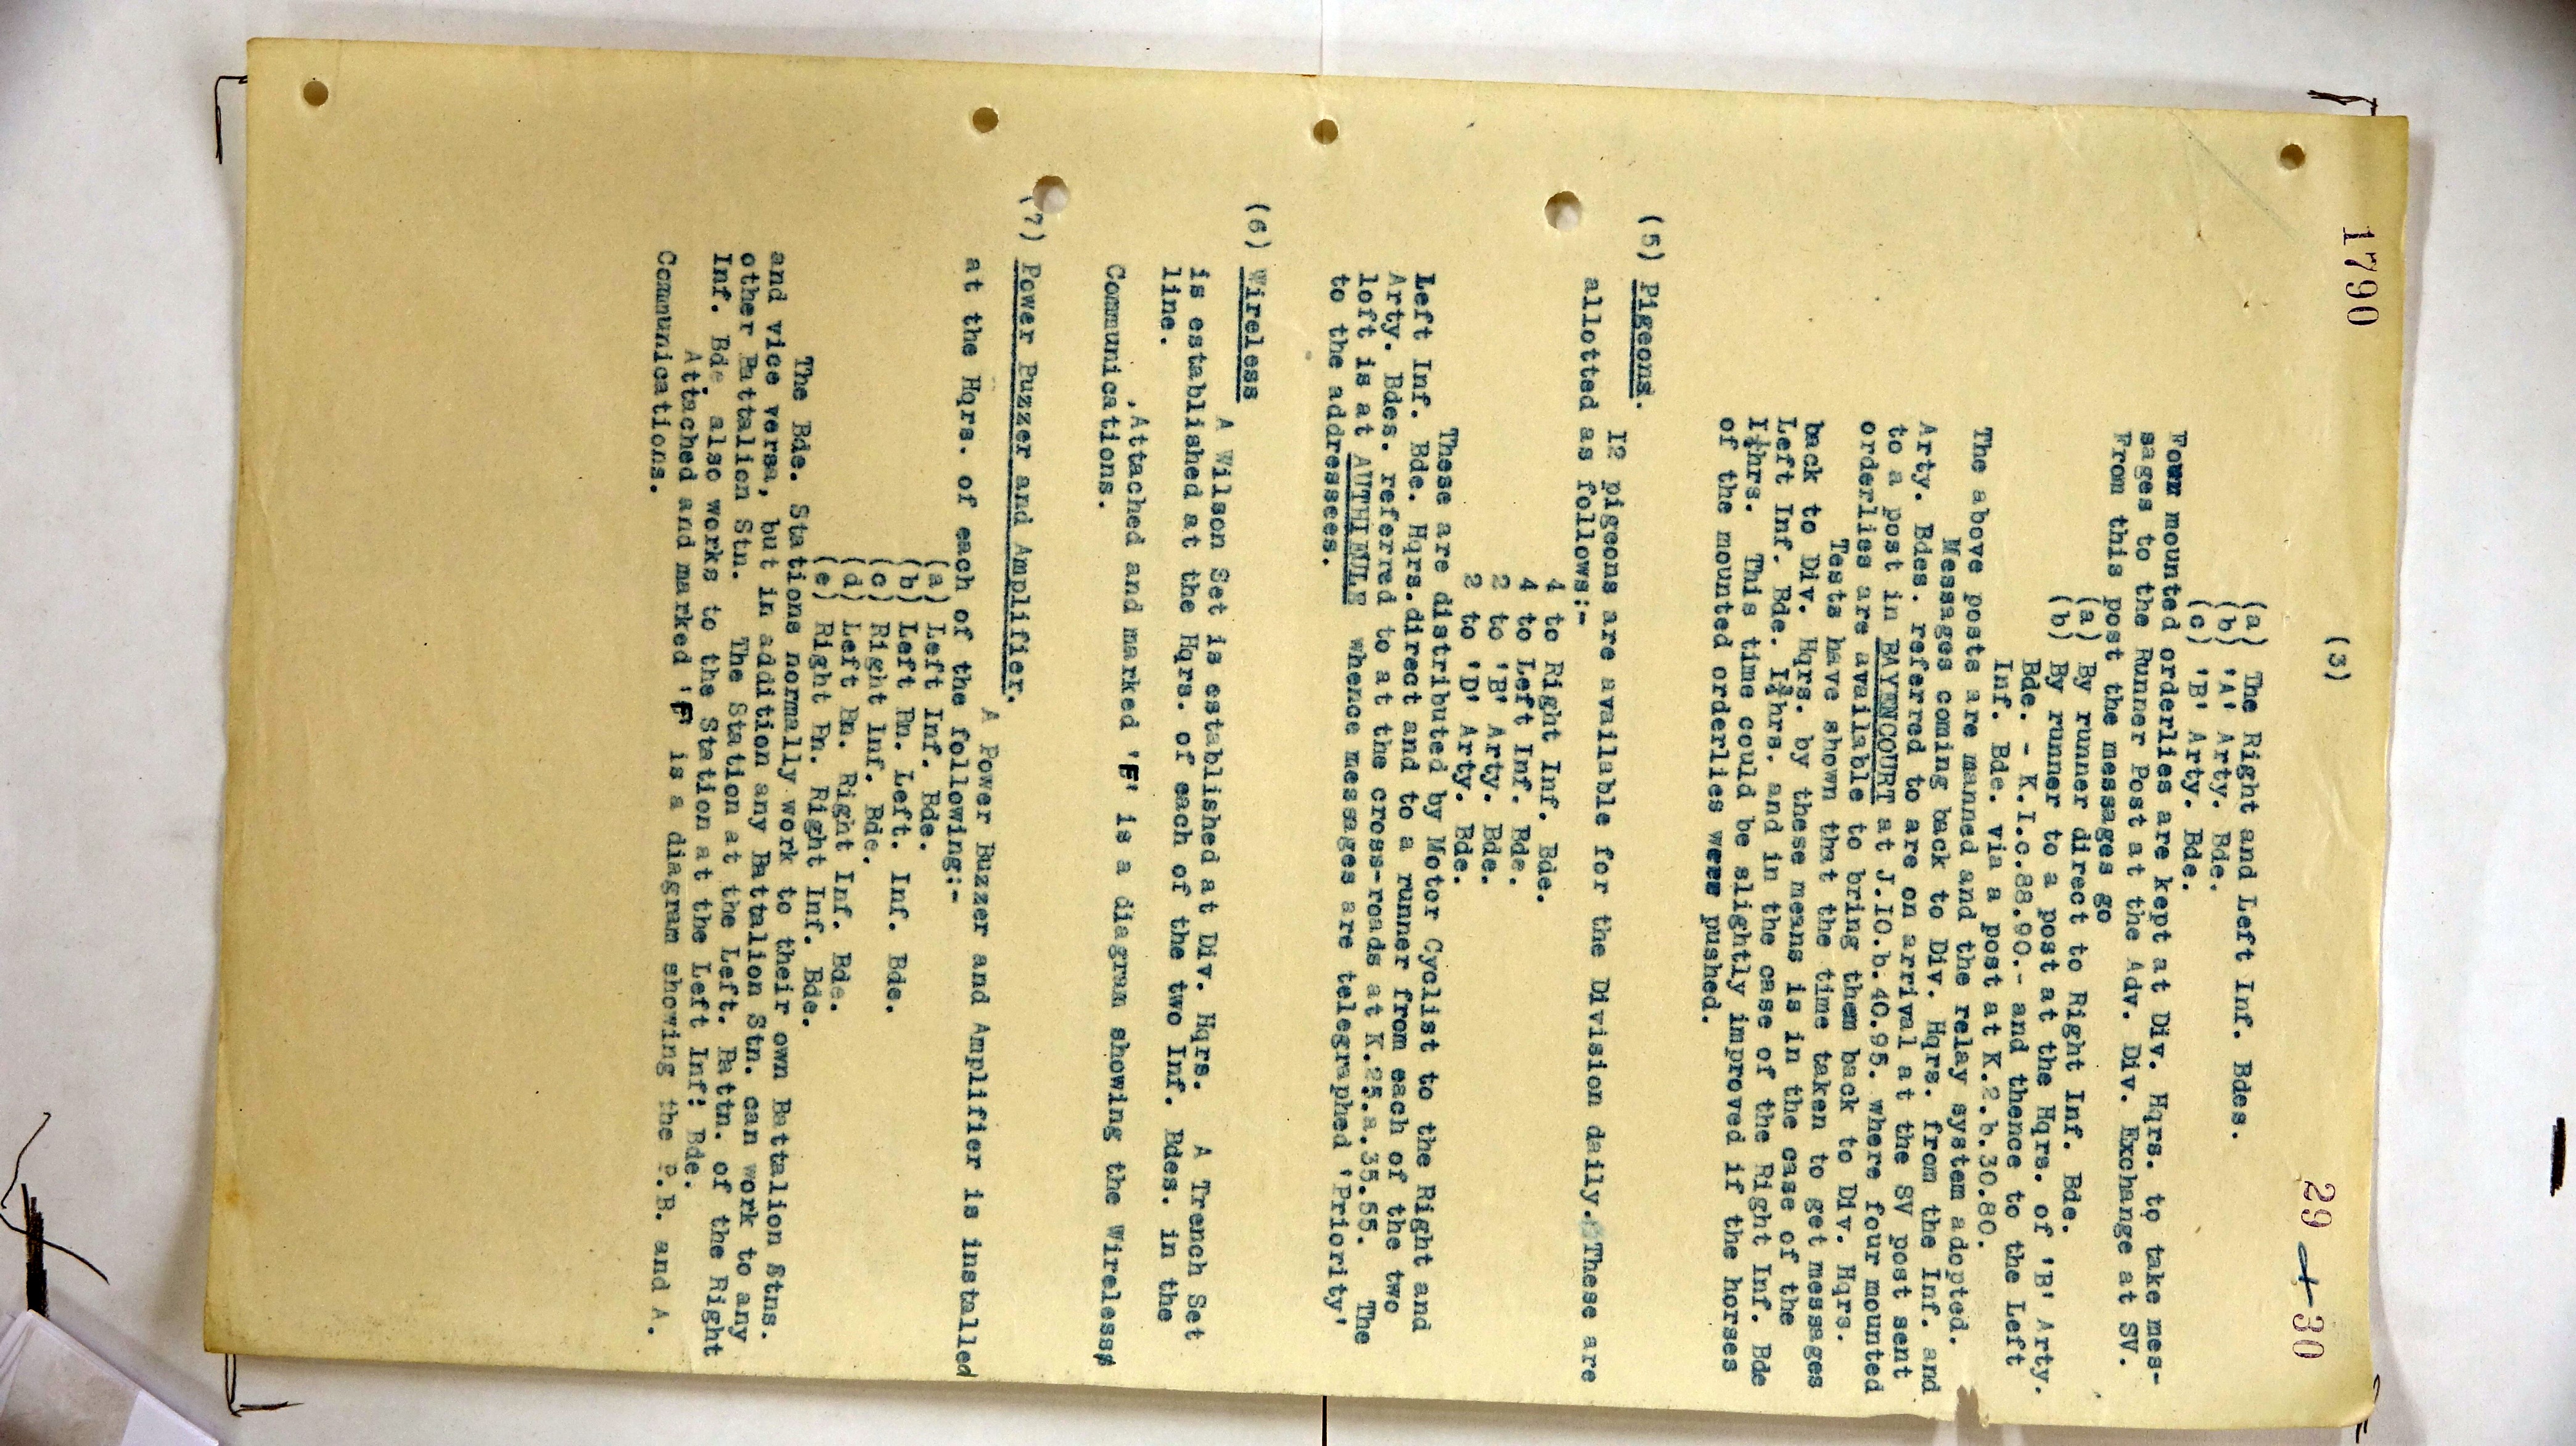 1790
29 + 30
(3)
(a) The Right and Left Inf. Bdes.
(b) 'A' Arty. Bde.
(c) 'B' Arty. Bde.
Four mounted orderlies are kept at Div. Hqrs. to take mes-
sages to the Runner Post at the Adv. Div. Exchange at SV.
From this post the messages go
(a) By runner direct to Right Inf. Bde.
(b) By runner to a post at the Hqrs. of 'B' Arty.
Bde. - K.I.c.88.90.- and thence to the Left
Inf. Bde. via a post at K.2.b.30.80.
The above posts are manned and the relay system adopted.
Messages coming back to Div. Hqrs. from the Inf. and
Arty. Bdes. referred to are on arrival at the SV post sent
to a post in BAYENCOURT at J.I0.b.40.95. where four mounted
orderlies are available to bring them back to Div. Hqrs.
Tests have shown that the time taken to get messages
back to Div. Hqrs. by these means is in the case of the
Left Inf. Bde. I¾hrs. and in the case of the Right Inf. Bde
I½hrs. This time could be slightly improved if the horses
of the mounted orderlies were pushed.
(5) Pigeons.
I2 pigeons are available for the Division daily. These are
allotted as follows:-
4 to Right Inf. Bde.
4 to Left Inf. Bde.
2 to 'B' Arty. Bde.
2 to 'D' Arty. Bde.
These are distributed by Motor Cyclist to the Right and
Left Inf. Bde. Hqrs.direct and to a runner from each of the two
Arty. Bdes. referred to at the cross-roads at K.25.a.35.55. The
loft is at AUTHIEULE whence messages are telegraphed 'Priority'
to the addressees.
(6) Wireless
A Wilson Set is established at Div. Hqrs. A Trench Set
is established at the Hqrs. of each of the two Inf. Bdes. in the
line.
Attached and marked 'E' is a diagram showing the Wireless
Communications.
(7) Power Puzzer and Amplifier.
A Power Buzzer and Amplifier is installed
at the Hqrs. of each of the following:-
(a) Left Inf. Bde.
(b) Left Bn. Left. Inf. Bde.
(c) Right Inf. Bde.
(d) Left Bn. Right Inf. Bde.
(e) Right Bn. Right Inf. Bde.
The Bde. Stations normally work to their own Battalion Stns.
and vice versa, but in addition any Battalion Stn. can work to any
other Battalion Stn. The Station at the Left. Battn. of the Right
Inf. Bde also works to the Station at the Left Inf: Bde.
Attached and marked 'F' is a diagram showing the P.B. and A.
Communications.